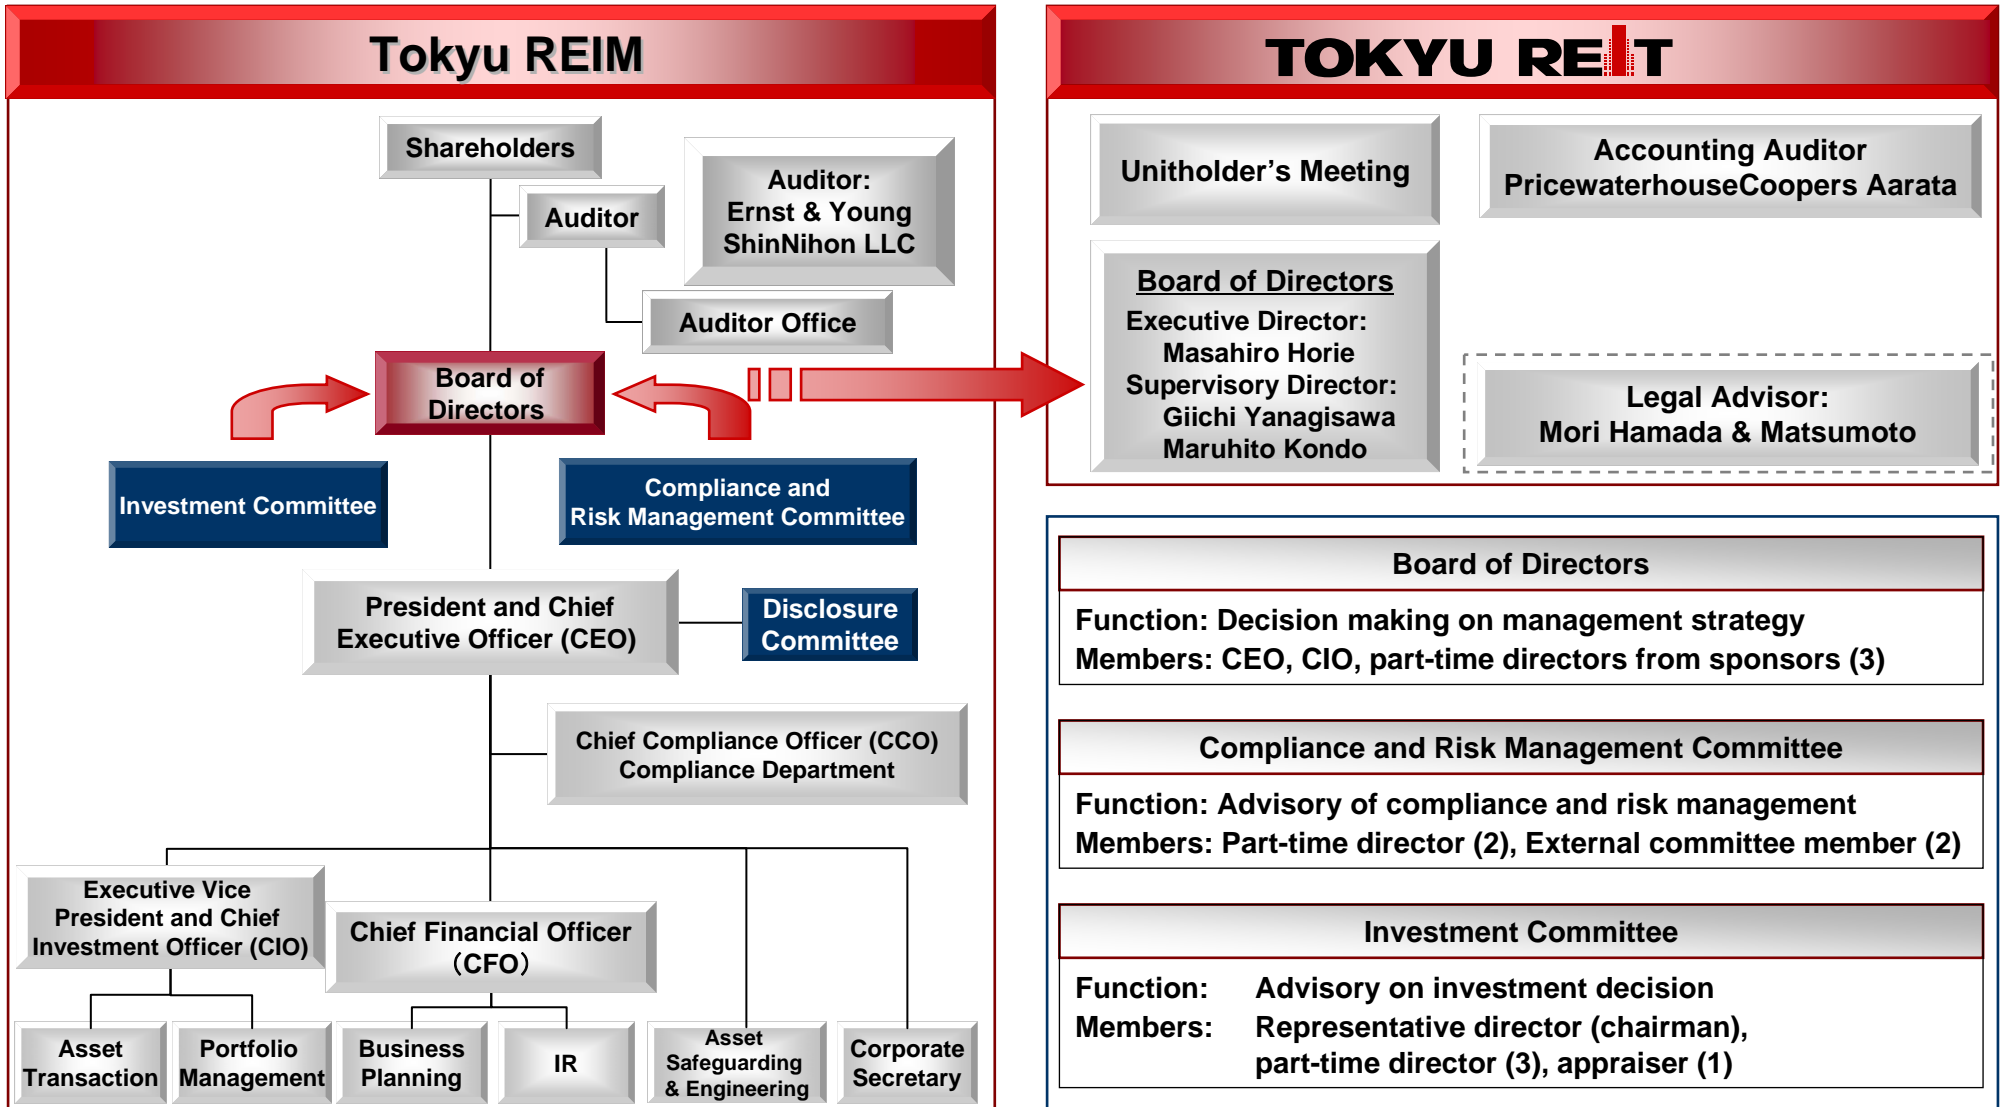 Tokyu REIM
Shareholders
Auditor
Auditor:
Ernst & Young
ShinNihon LLC
Auditor Office
Board of
Directors
Investment Committee
Compliance and
Risk Management Committee
President and Chief
Executive Officer (CEO)
Disclosure
Committee
Chief Compliance Officer (CCO)
Compliance Department
Executive Vice
President and Chief
Investment Officer (CIO)
Chief Financial Officer
（CFO）
Asset
Transaction
Portfolio
Management
Business
Planning
IR
Asset
Safeguarding
& Engineering
Corporate
Secretary
TOKYU REIT
Unitholder’s Meeting
Accounting Auditor
PricewaterhouseCoopers Aarata
Board of Directors
Executive Director:
Masahiro Horie
Supervisory Director:
Giichi Yanagisawa
Maruhito Kondo
Legal Advisor:
Mori Hamada & Matsumoto
Board of Directors
Function: Decision making on management strategy
Members: CEO, CIO, part-time directors from sponsors (3)
Compliance and Risk Management Committee
Function: Advisory of compliance and risk management
Members: Part-time director (2), External committee member (2)
Investment Committee
Function: Advisory on investment decision
Members: Representative director (chairman),
part-time director (3), appraiser (1)